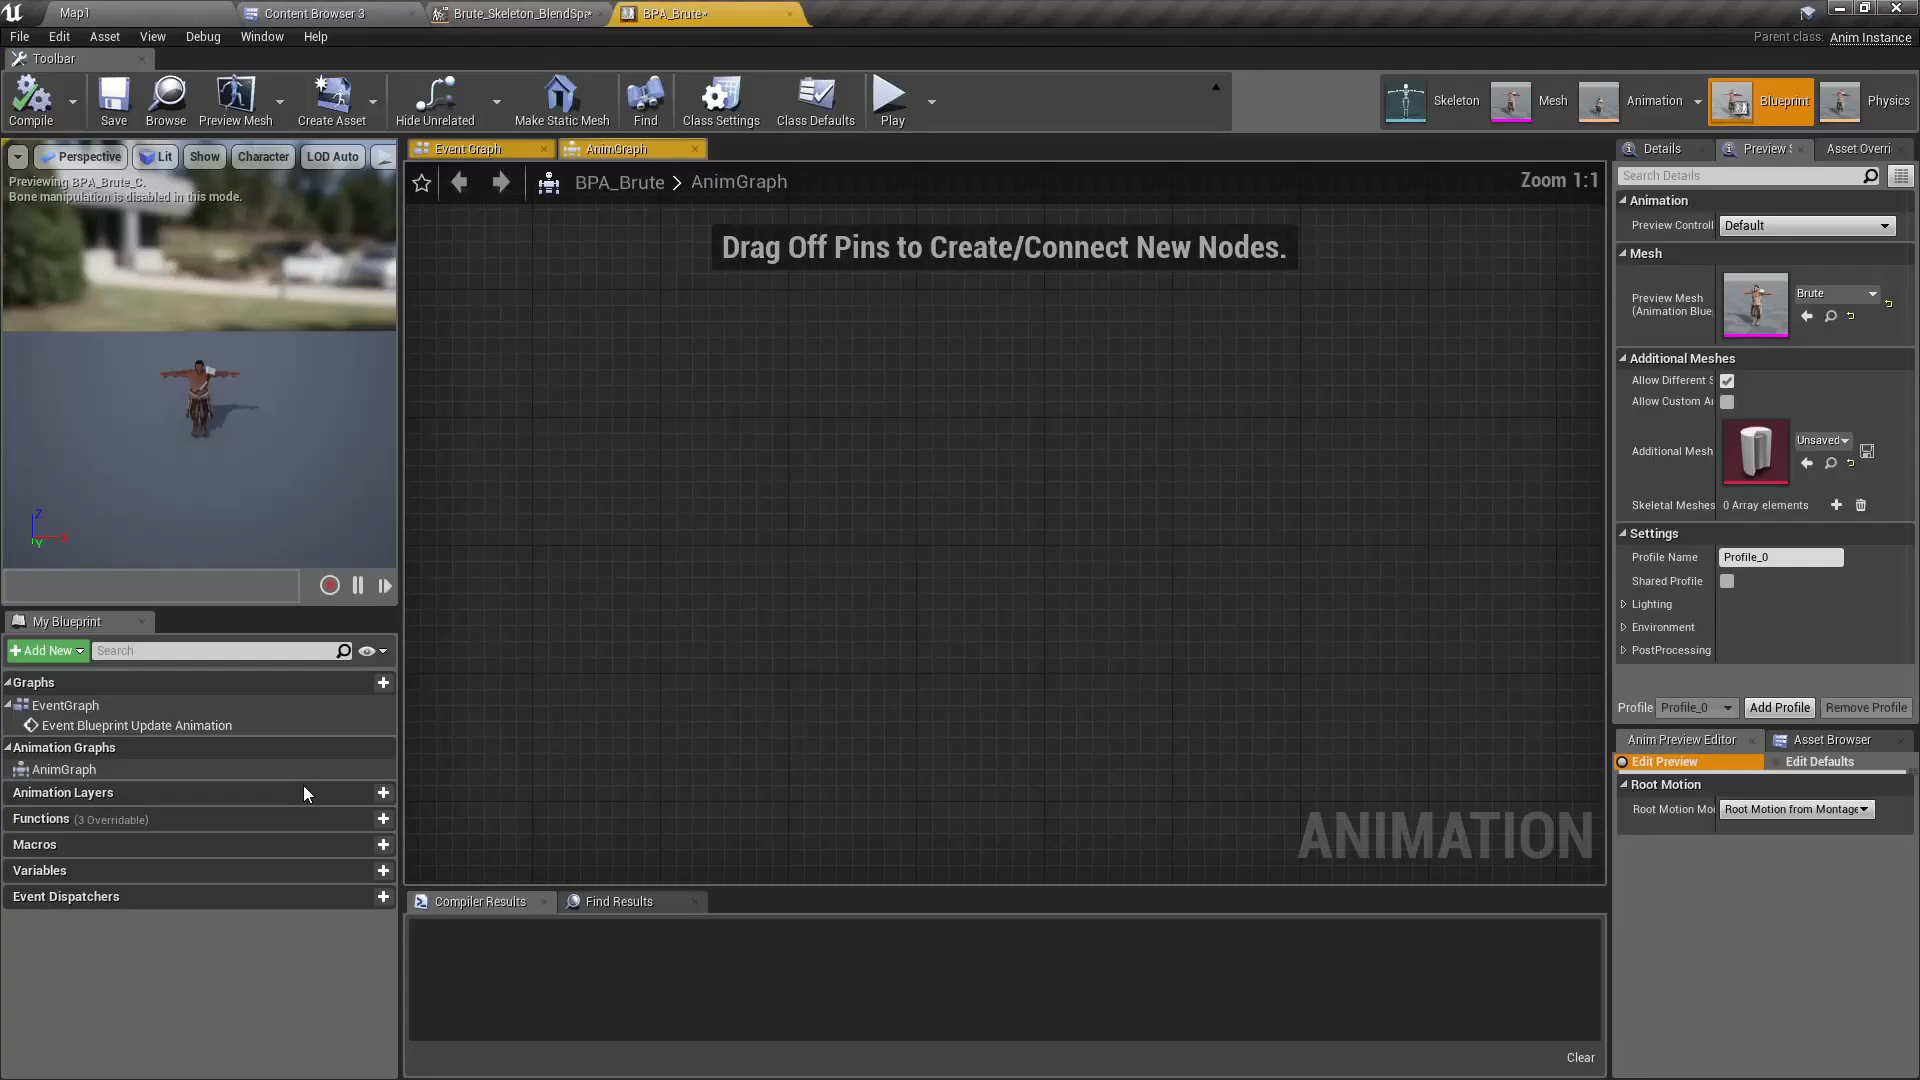 Map1
Content Browser 3
Brute_Skeleton_BlendSp*
BPA_Brute*
File Edit Asset View Debug Window Help
Parent class: Anim Instance
Toolbar
Compile
Save
Browse
Preview Mesh
Create Asset
Hide Unrelated
Make Static Mesh
Find
Class Settings
Class Defaults
Play
Skeleton
Mesh
Animation
Blueprint
Physics
Perspective
Lit
Show
Character
LOD Auto
Previewing BPA_Brute_C.
Bone manipulation is disabled in this mode.
Z
X
Y
My Blueprint
Add New
Search
Graphs
EventGraph
Event Blueprint Update Animation
Animation Graphs
AnimGraph
Animation Layers
Functions (3 Overridable)
Macros
Variables
Event Dispatchers
Event Graph
AnimGraph
BPA_Brute > AnimGraph
Zoom 1:1
Drag Off Pins to Create/Connect New Nodes.
ANIMATION
Compiler Results
Find Results
Clear
Details
Preview S
Asset Overri
Search Details
Animation
Preview Controll
Default
Mesh
Preview Mesh
(Animation Blue
Brute
Additional Meshes
Allow Different S
Allow Custom A
Additional Mesh
Unsaved
Skeletal Meshes
0 Array elements
Settings
Profile Name
Profile_0
Shared Profile
Lighting
Environment
PostProcessing
Profile
Profile_0
Add Profile
Remove Profile
Anim Preview Editor
Asset Browser
Edit Preview
Edit Defaults
Root Motion
Root Motion Mo
Root Motion from Montage